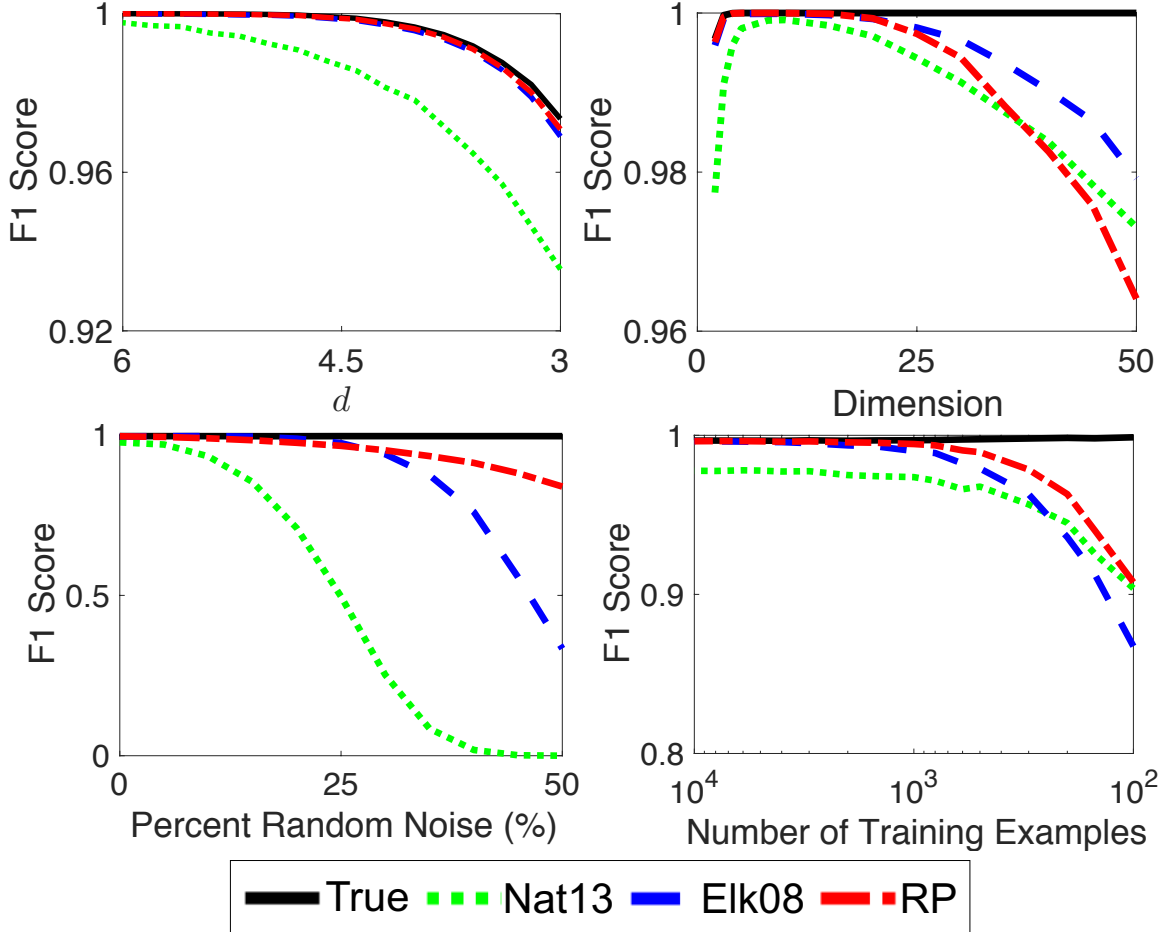 1
0.96
0.92
F1 Score
6
4.5
3
d
1
0.98
0.96
F1 Score
0
25
50
Dimension
1
0.5
0
F1 Score
0
25
50
Percent Random Noise (%)
1
0.9
0.8
F1 Score
10^4
10^3
10^2
Number of Training Examples
True Nat13 Elk08 RP